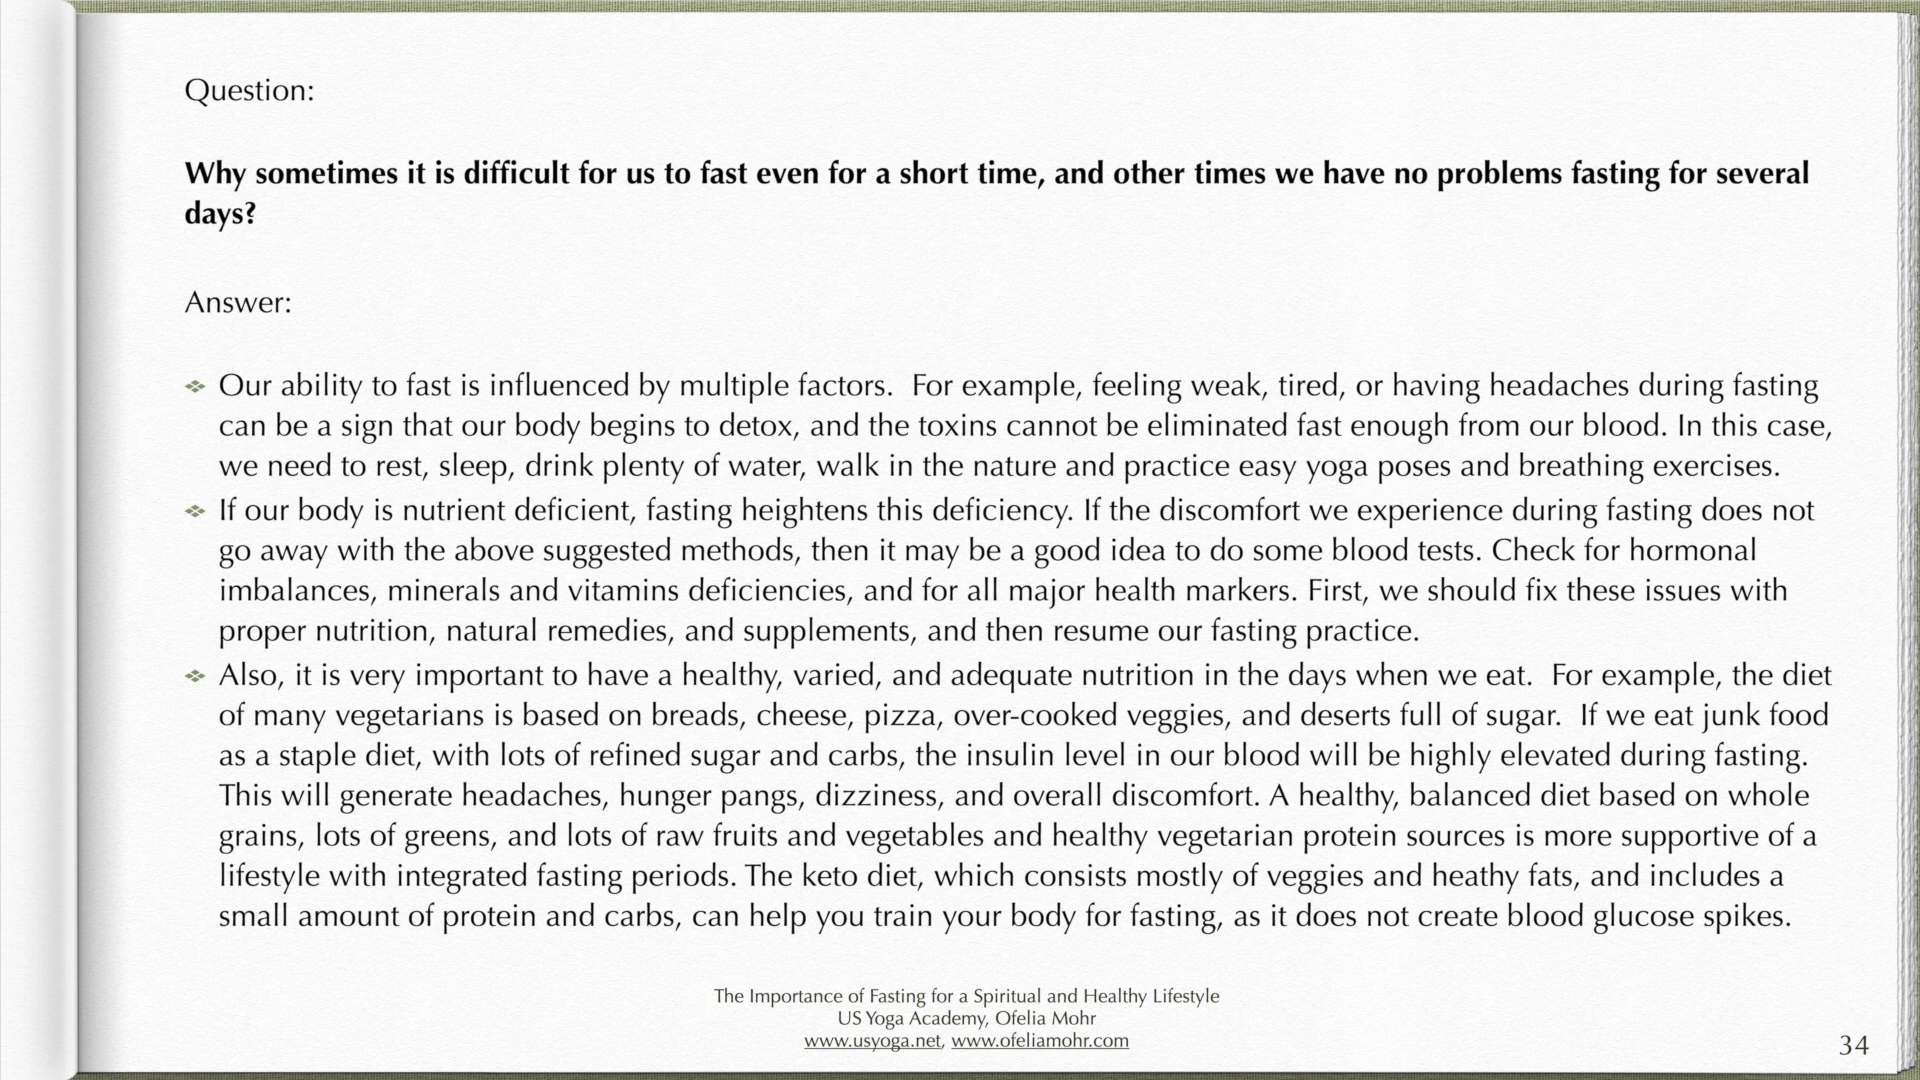 Question:
Why sometimes it is difficult for us to fast even for a short time, and other times we have no problems fasting for several
days?
Answer:
Our ability to fast is influenced by multiple factors.  For example, feeling weak, tired, or having headaches during fasting
can be a sign that our body begins to detox, and the toxins cannot be eliminated fast enough from our blood. In this case,
we need to rest, sleep, drink plenty of water, walk in the nature and practice easy yoga poses and breathing exercises.
If our body is nutrient deficient, fasting heightens this deficiency. If the discomfort we experience during fasting does not
go away with the above suggested methods, then it may be a good idea to do some blood tests. Check for hormonal
imbalances, minerals and vitamins deficiencies, and for all major health markers. First, we should fix these issues with
proper nutrition, natural remedies, and supplements, and then resume our fasting practice.
Also, it is very important to have a healthy, varied, and adequate nutrition in the days when we eat.  For example, the diet
of many vegetarians is based on breads, cheese, pizza, over-cooked veggies, and deserts full of sugar.  If we eat junk food
as a staple diet, with lots of refined sugar and carbs, the insulin level in our blood will be highly elevated during fasting.
This will generate headaches, hunger pangs, dizziness, and overall discomfort. A healthy, balanced diet based on whole
grains, lots of greens, and lots of raw fruits and vegetables and healthy vegetarian protein sources is more supportive of a
lifestyle with integrated fasting periods. The keto diet, which consists mostly of veggies and heathy fats, and includes a
small amount of protein and carbs, can help you train your body for fasting, as it does not create blood glucose spikes.
The Importance of Fasting for a Spiritual and Healthy Lifestyle
US Yoga Academy, Ofelia Mohr
www.usyoga.net, www.ofeliamohr.com
34